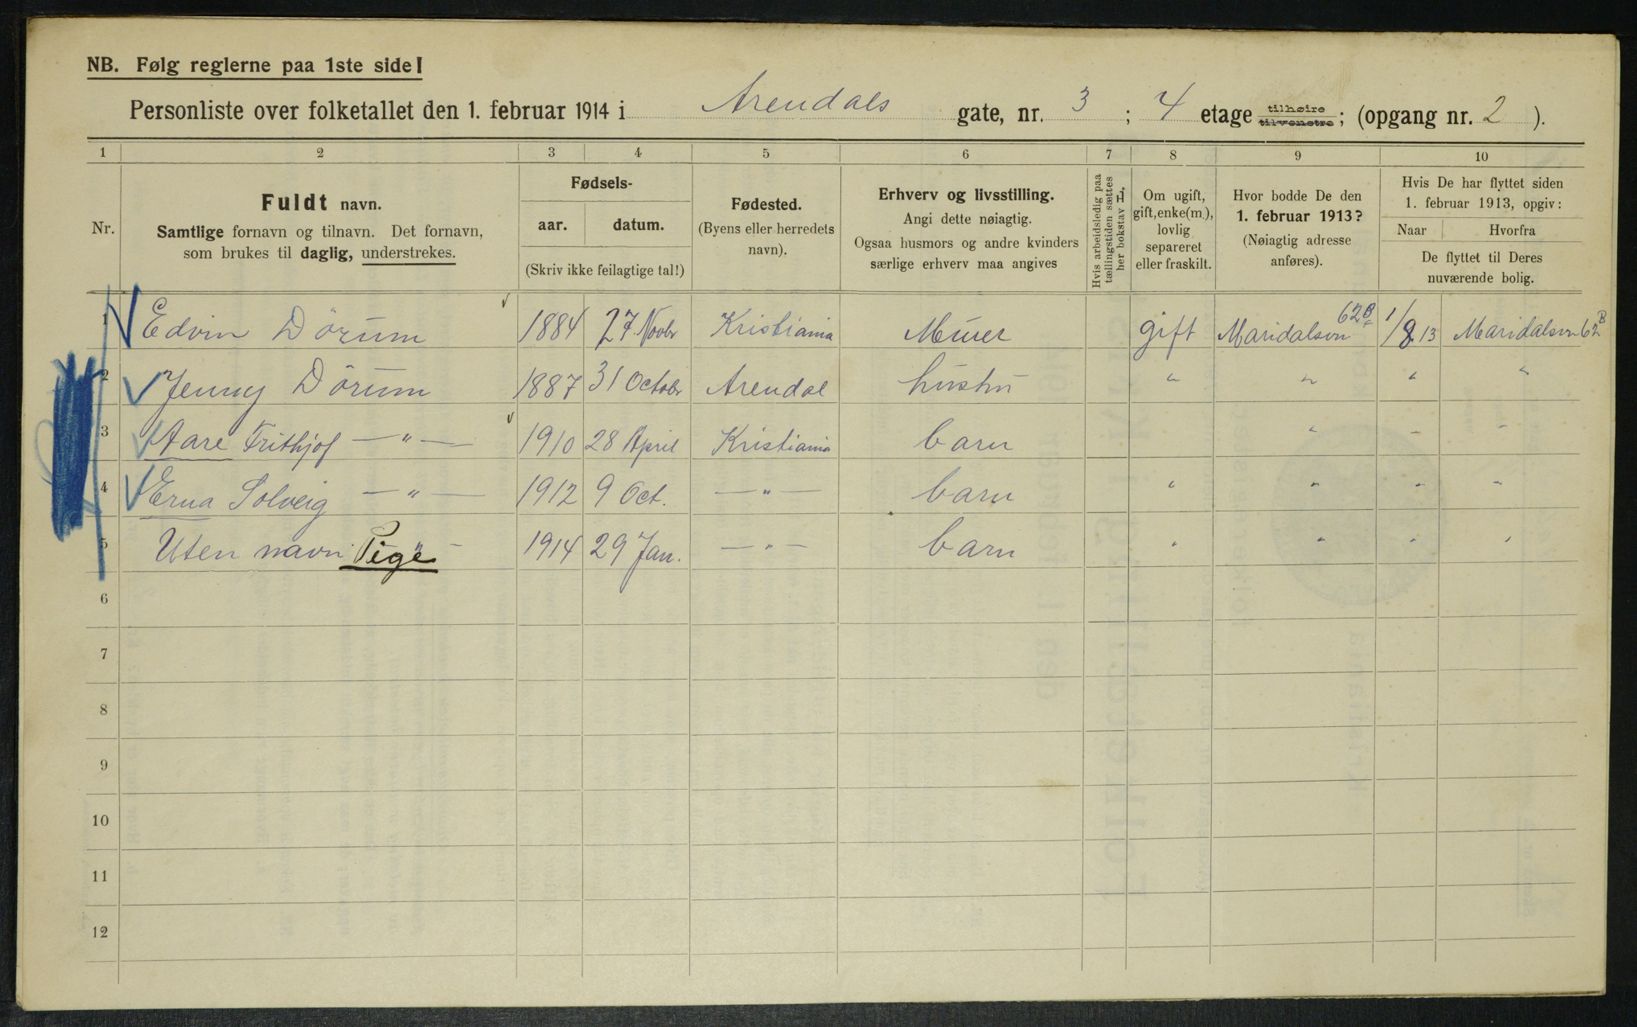 NB. Følg reglerne paa 1ste side!
Personliste over folketallet den 1. februar 1914 i Arendals gate, nr. 3 ; 4 etage tilhøire tilvenstre; (opgang nr. 2 ).
1 2 3 4 5 6 7 8 9 10
Nr.
Fuldt navn.
Samtlige fornavn og tilnavn. Det fornavn,
som brukes til daglig, understrekes.
Fødsels-
aar. datum.
(Skriv ikke feilagtige tal!)
Fødested.
(Byens eller herredets
navn).
Erhverv og livsstilling.
Angi dette nøiagtig.
Ogsaa husmors og andre kvinders
særlige erhverv maa angives
Hvis arbeidsledig paa
tællingstiden sættes
her bokstav L.
Om ugift,
gift, enke(m.),
lovlig
separeret
eller fraskilt.
Hvor bodde De den
1. februar 1913?
(Nøiagtig adresse
anføres).
Hvis De har flyttet siden
1. februar 1913, opgiv:
Naar Hvorfra
De flyttet til Deres
nuværende bolig.
1 Edvin Dörum 1884 27 Novbr Kristiania Murer gift Maridalsvn 62B 1/8 13 Maridalsvn 62B
2 Jenny Dörum 1887 31 Octobr Arendal hustru " " " "
3 Aare Frithjof — " — 1910 28 April Kristiania barn " " "
4 Erna Solveig — " — 1912 9 Oct. — " — barn " " " "
5 Uten navn Pige " — 1914 29 Jan. — " — barn " " " "
6
7
8
9
10
11
12